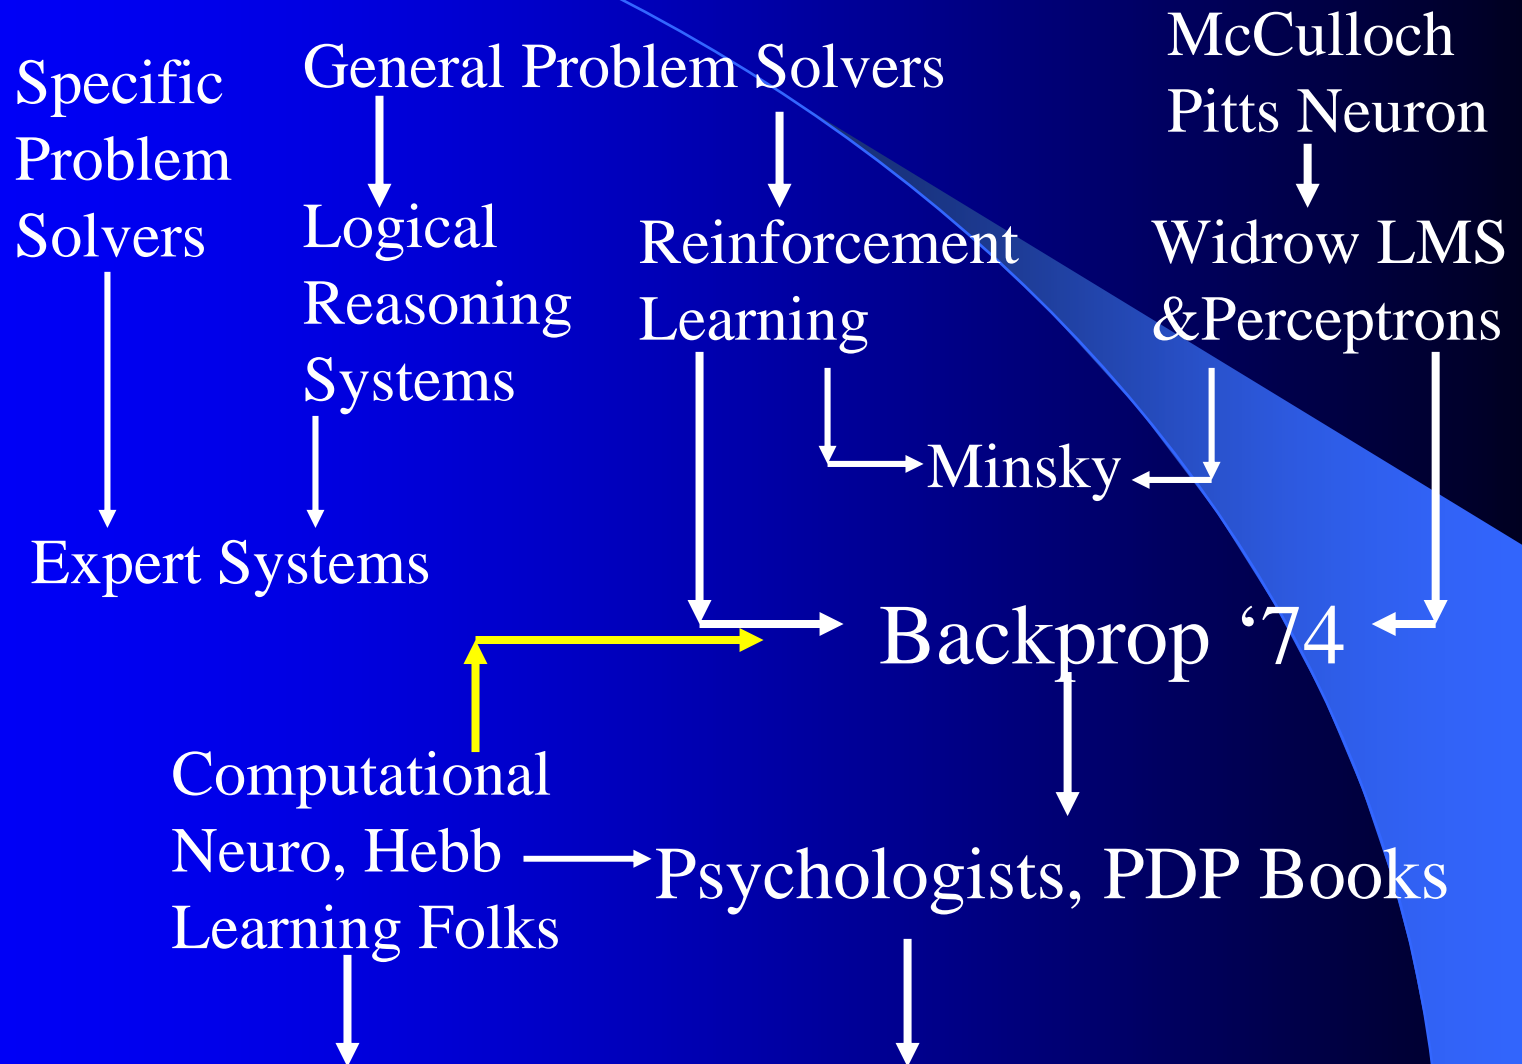 Specific
Problem
Solvers
General Problem Solvers
McCulloch
Pitts Neuron
Logical
Reasoning
Systems
Reinforcement
Learning
Widrow LMS
&Perceptrons
Minsky
Expert Systems
Backprop ‘74
Computational
Neuro, Hebb
Learning Folks
Psychologists, PDP Books